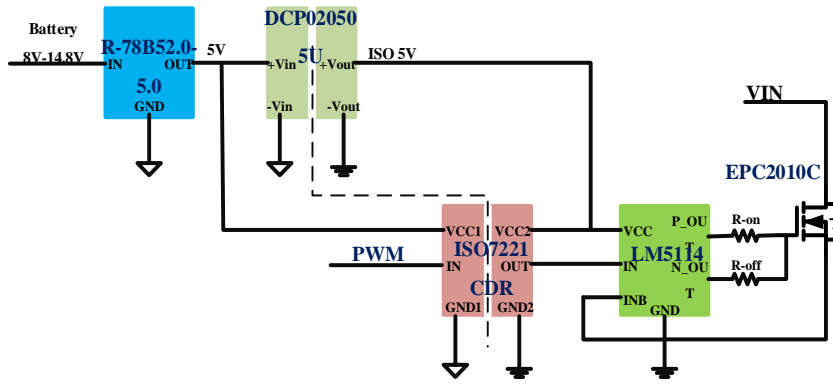 Battery
8V-14.8V
R-78B52.0-
5.0
IN
OUT
GND
5V
DCP02050
5U
+Vin
+Vout
-Vin
-Vout
ISO 5V
VIN
EPC2010C
PWM
VCC1
VCC2
ISO7221
IN
OUT
CDR
GND1
GND2
VCC
P_OU
T
LM5114
IN
N_OU
T
INB
GND
R-on
R-off